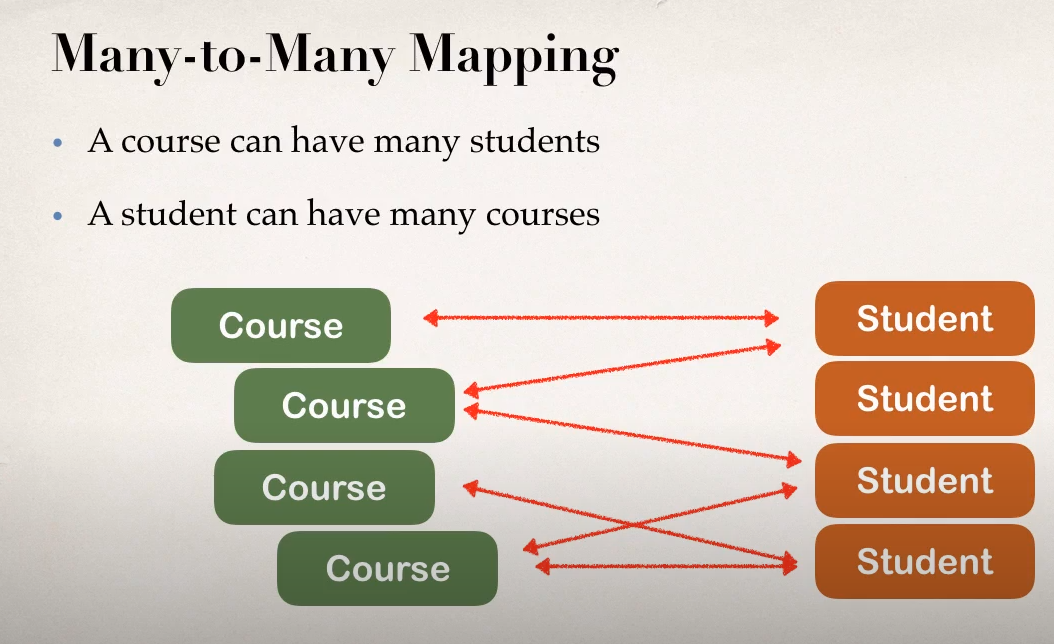 Many-to-Many Mapping
• A course can have many students
• A student can have many courses
Course
Student
Course
Student
Course
Student
Course
Student